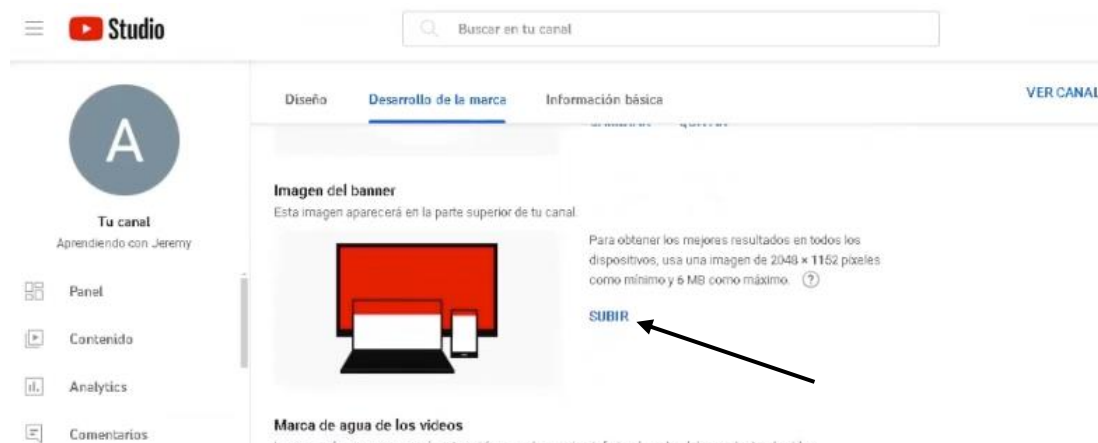 Studio
Buscar en tu canal
Diseño
Desarrollo de la marca
Información básica
VER CANAL
A
Tu canal
Aprendiendo con Jeremy
Panel
Contenido
Analytics
Comentarios
Imagen del banner
Esta imagen aparecerá en la parte superior de tu canal.
Para obtener los mejores resultados en todos los
dispositivos, usa una imagen de 2048 × 1152 píxeles
como mínimo y 6 MB como máximo. ?
SUBIR
Marca de agua de los videos